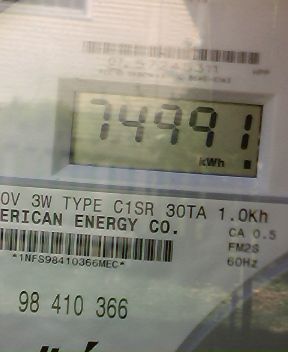 74991
kWh
0V 3W TYPE C1SR 30TA 1.0Kh
ERICAN ENERGY CO.
CA 0.5
FM2S
60Hz
*1NFS98410366MEC*
98 410 366